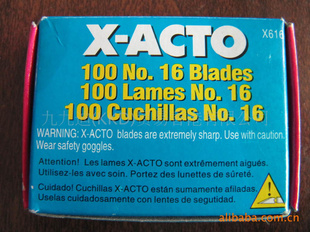 X-ACTO
X616
100 No. 16 Blades
100 Lames No. 16
100 Cuchillas No. 16
WARNING: X-ACTO blades are extremely sharp. Use with caution.
Wear safety goggles.
Attention! Les lames X-ACTO sont extrêmement aiguës.
Utilisez-les avec soin. Portez des lunettes de sûreté.
Cuidado! Cuchillas X-ACTO están sumamente afiladas.
Uselas cuidadosamente con lentes de segutidad.
alibaba.com.cn